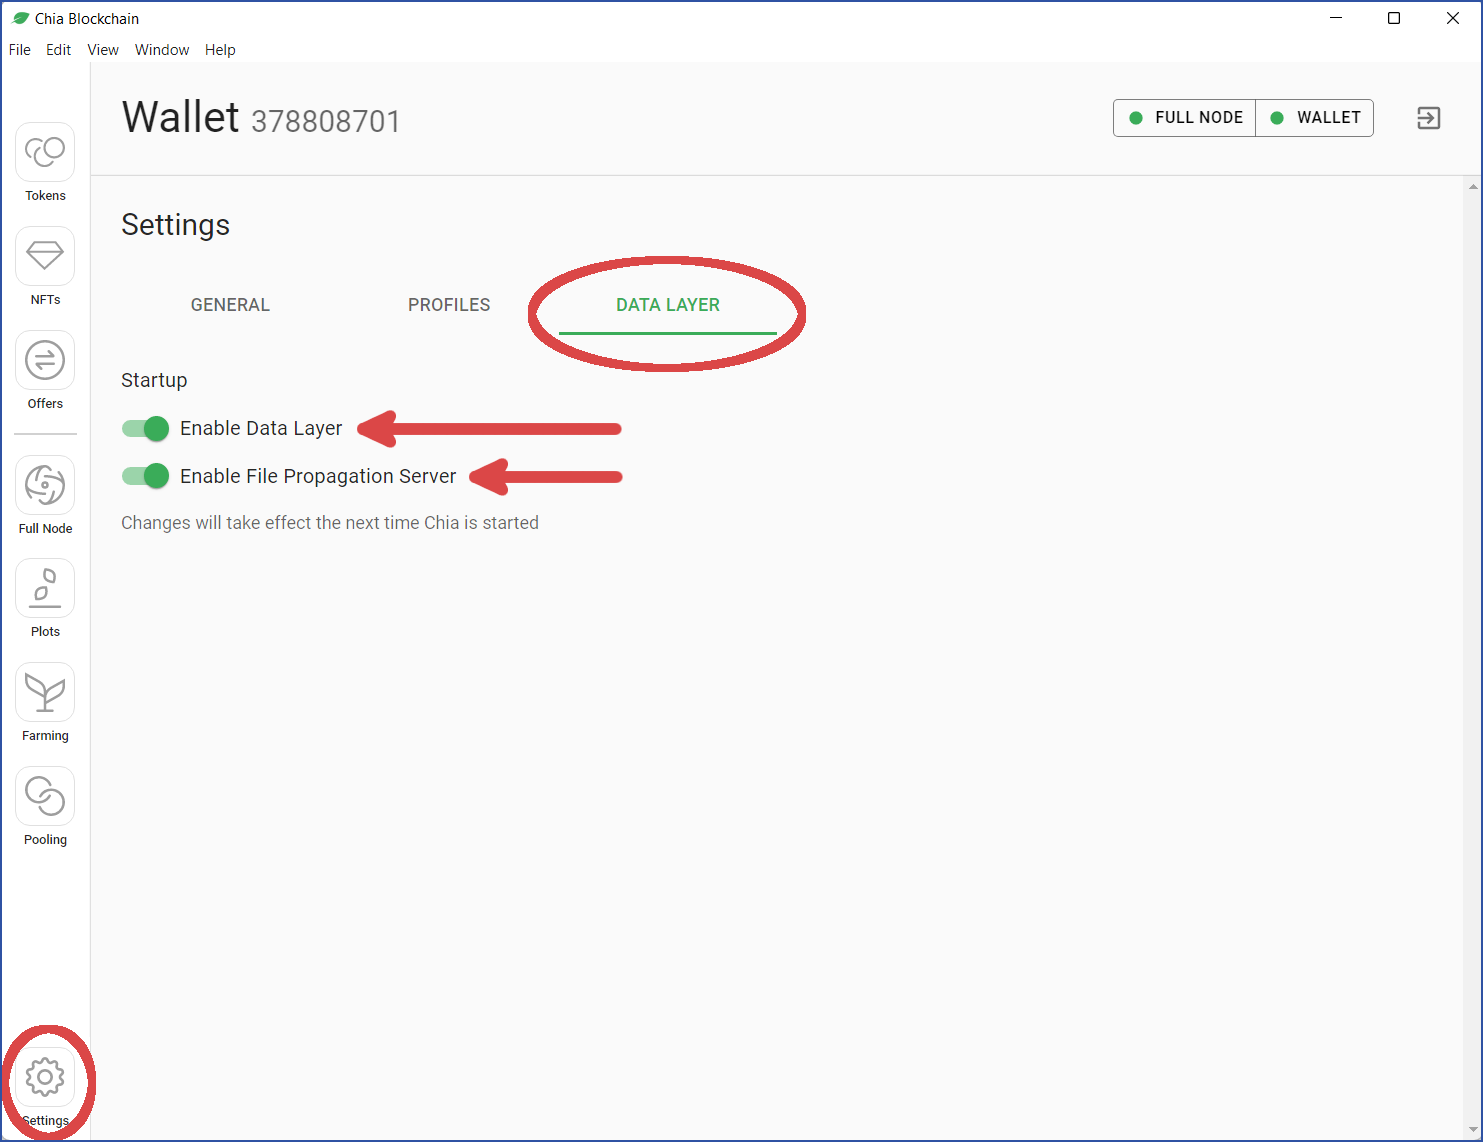 Chia Blockchain
File Edit View Window Help
Wallet 378808701
FULL NODE WALLET
Tokens
NFTs
Offers
Full Node
Plots
Farming
Pooling
Settings
Settings
GENERAL PROFILES DATA LAYER
Startup
Enable Data Layer
Enable File Propagation Server
Changes will take effect the next time Chia is started